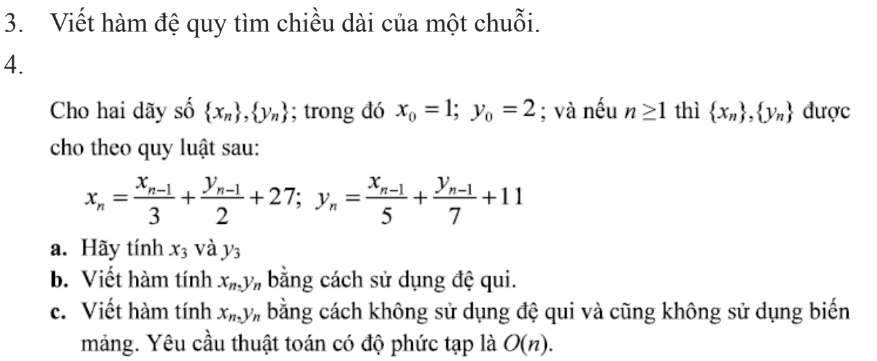 3. Viết hàm đệ quy tìm chiều dài của một chuỗi.
4.
Cho hai dãy số {xₙ},{yₙ}; trong đó x₀ = 1; y₀ = 2; và nếu n ≥1 thì {xₙ},{yₙ} được
cho theo quy luật sau:
xₙ = xₙ₋₁/3 + yₙ₋₁/2 + 27; yₙ = xₙ₋₁/5 + yₙ₋₁/7 + 11
a. Hãy tính x₃ và y₃
b. Viết hàm tính xₙ,yₙ bằng cách sử dụng đệ qui.
c. Viết hàm tính xₙ,yₙ bằng cách không sử dụng đệ qui và cũng không sử dụng biến
mảng. Yêu cầu thuật toán có độ phức tạp là O(n).